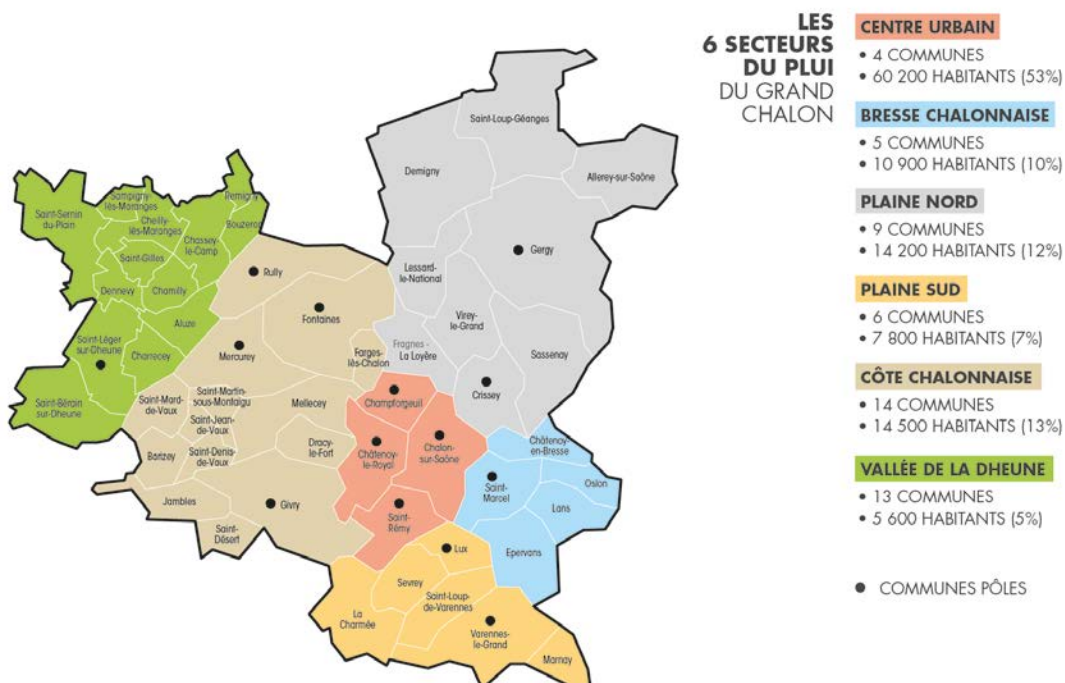 LES
6 SECTEURS
DU PLUI
DU GRAND
CHALON
CENTRE URBAIN
• 4 COMMUNES
• 60 200 HABITANTS (53%)
BRESSE CHALONNAISE
• 5 COMMUNES
• 10 900 HABITANTS (10%)
PLAINE NORD
• 9 COMMUNES
• 14 200 HABITANTS (12%)
PLAINE SUD
• 6 COMMUNES
• 7 800 HABITANTS (7%)
CÔTE CHALONNAISE
• 14 COMMUNES
• 14 500 HABITANTS (13%)
VALLÉE DE LA DHEUNE
• 13 COMMUNES
• 5 600 HABITANTS (5%)
● COMMUNES PÔLES
Saint-Loup-Géanges
Demigny
Allerey-sur-Saône
Gergy
Lessard-
le-National
Virey-
le-Grand
Fragnes -
La Loyère
Sassenay
Crissey
Saint-Sernin
du-Plain
Sampigny-
lès-Maranges
Cheilly-
lès-Maranges
Remigny
Bouzeron
Chassey-
le-Camp
Saint-Gilles
Dennevy
Chamilly
Aluze
Saint-Léger
sur-Dheune
Charrecey
Saint-Bérain
sur-Dheune
Rully
Fontaines
Mercurey
Farges-
lès-Chalon
Saint-Mard-
de-Vaux
Saint-Martin-
sous-Montaigu
Mellecey
Saint-Jean-
de-Vaux
Barizey
Saint-Denis-
de-Vaux
Dracy-
le-Fort
Jambles
Givry
Saint-
Désert
Champforgeuil
Châtenoy-
le-Royal
Chalon-
sur-Saône
Saint-
Rémy
Châtenoy-
en-Bresse
Saint-
Marcel
Oslon
Lans
Epervans
Lux
Sevrey
Saint-Loup-
de-Varennes
La
Charmée
Varennes-
le-Grand
Marnay